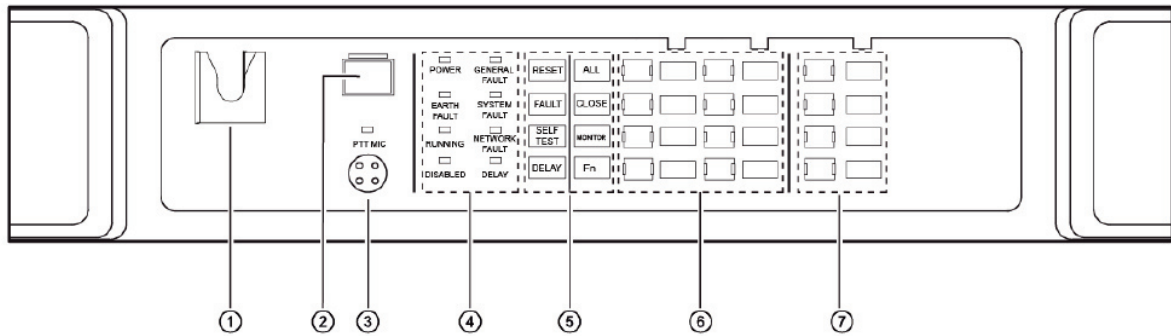 POWER
GENERAL
FAULT
RESET
ALL
EARTH
FAULT
SYSTEM
FAULT
FAULT
CLOSE
PTT MIC
RUNNING
NETWORK
FAULT
SELF
TEST
MONITOR
DISABLED
DELAY
DELAY
Fn
1
2
3
4
5
6
7